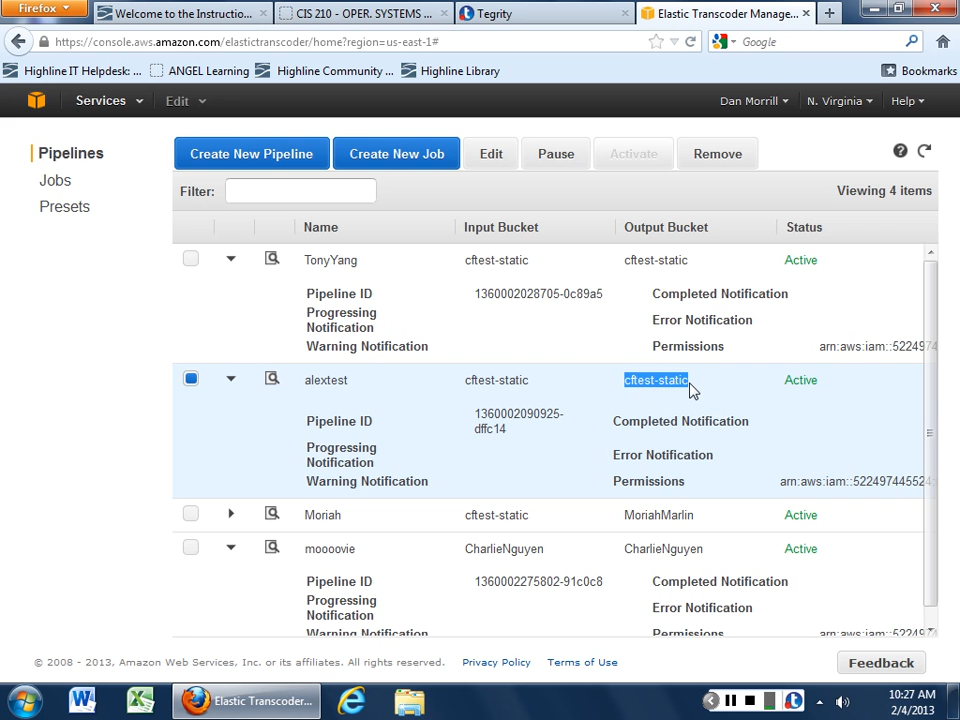 Firefox
Welcome to the Instructio...
CIS 210 - OPER. SYSTEMS ...
Tegrity
Elastic Transcoder Manage...
https://console.aws.amazon.com/elastictranscoder/home?region=us-east-1#
Google
Highline IT Helpdesk: ...
ANGEL Learning
Highline Community ...
Highline Library
Bookmarks
Services
Edit
Dan Morrill
N. Virginia
Help
Pipelines
Jobs
Presets
Create New Pipeline
Create New Job
Edit
Pause
Activate
Remove
Filter:
Viewing 4 items
Name Input Bucket Output Bucket Status
TonyYang cftest-static cftest-static Active
Pipeline ID 1360002028705-0c89a5 Completed Notification
Progressing
Notification
Error Notification
Warning Notification Permissions arn:aws:iam::5224974
alextest cftest-static cftest-static Active
Pipeline ID
1360002090925-
dffc14
Completed Notification
Progressing
Notification
Error Notification
Warning Notification Permissions arn:aws:iam::522497445524:
Moriah cftest-static MoriahMarlin Active
moooovie CharlieNguyen CharlieNguyen Active
Pipeline ID 1360002275802-91c0c8 Completed Notification
Progressing
Notification
Error Notification
Warning Notification Permissions arn:aws:iam::5224974
© 2008 - 2013, Amazon Web Services, Inc. or its affiliates. All rights reserved. Privacy Policy Terms of Use
Feedback
Elastic Transcoder...
10:27 AM
2/4/2013